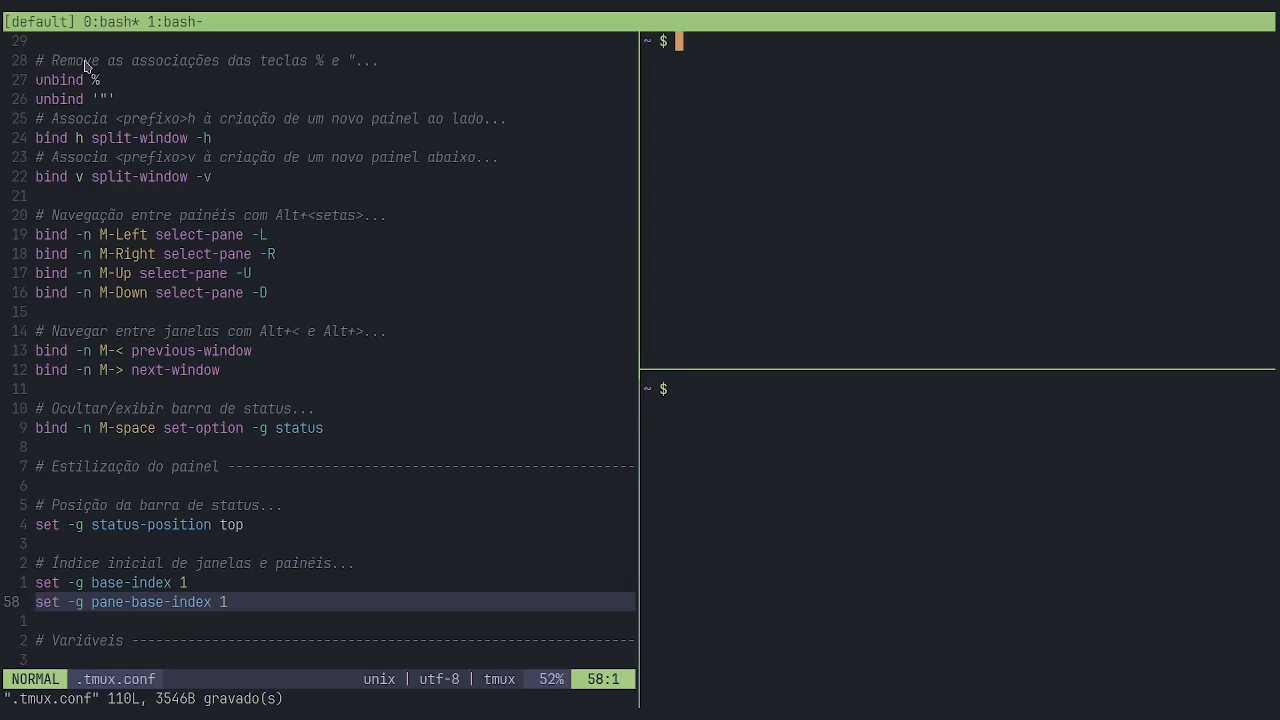 [default] 0:bash* 1:bash-
29
28 # Remove as associações das teclas % e "...
27 unbind %
26 unbind '"'
25 # Associa <prefixo>h à criação de um novo painel ao lado...
24 bind h split-window -h
23 # Associa <prefixo>v à criação de um novo painel abaixo...
22 bind v split-window -v
21
20 # Navegação entre painéis com Alt+<setas>...
19 bind -n M-Left select-pane -L
18 bind -n M-Right select-pane -R
17 bind -n M-Up select-pane -U
16 bind -n M-Down select-pane -D
15
14 # Navegar entre janelas com Alt+< e Alt+>...
13 bind -n M-< previous-window
12 bind -n M-> next-window
11
10 # Ocultar/exibir barra de status...
9 bind -n M-space set-option -g status
8
7 # Estilização do painel ---------------------------------------------------
6
5 # Posição da barra de status...
4 set -g status-position top
3
2 # Índice inicial de janelas e painéis...
1 set -g base-index 1
58 set -g pane-base-index 1
1
2 # Variáveis ---------------------------------------------------------------
3
NORMAL .tmux.conf unix | utf-8 | tmux 52% 58:1
".tmux.conf" 110L, 3546B gravado(s)
~ $
~ $